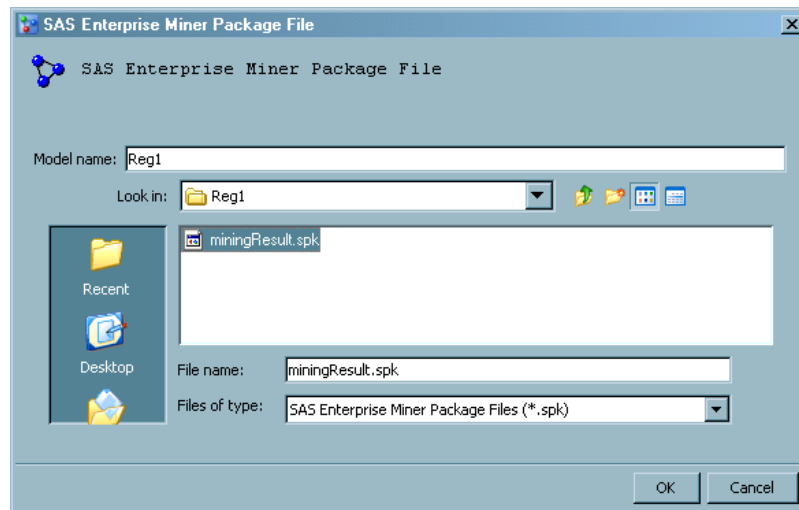 SAS Enterprise Miner Package File
SAS Enterprise Miner Package File
Model name: Reg1
Look in: Reg1
miningResult.spk
Recent
Desktop
File name: miningResult.spk
Files of type: SAS Enterprise Miner Package Files (*.spk)
OK Cancel